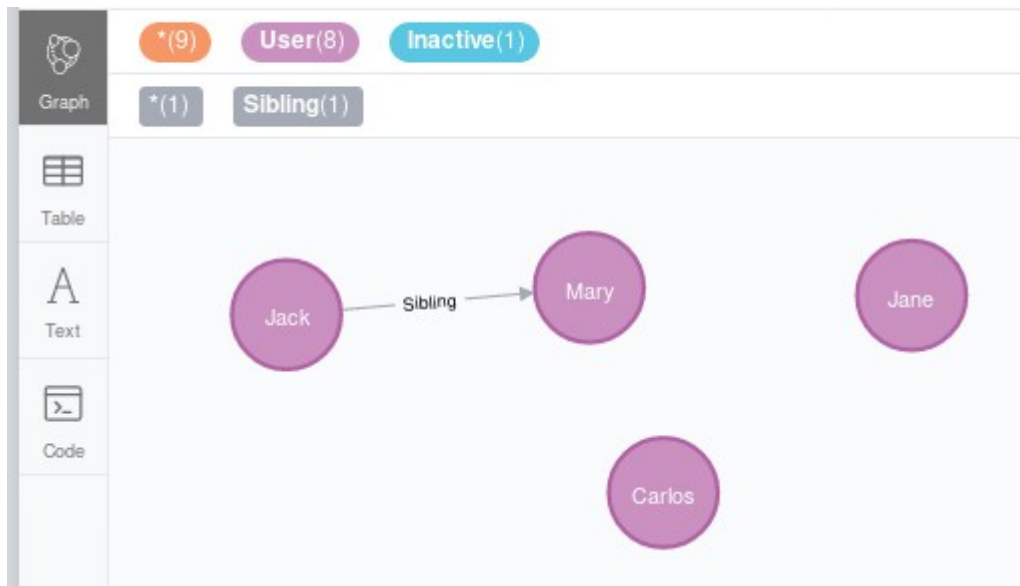 *(9) User(8) Inactive(1)
*(1) Sibling(1)
Graph
Table
Text
Code
Jack
Sibling
Mary
Jane
Carlos